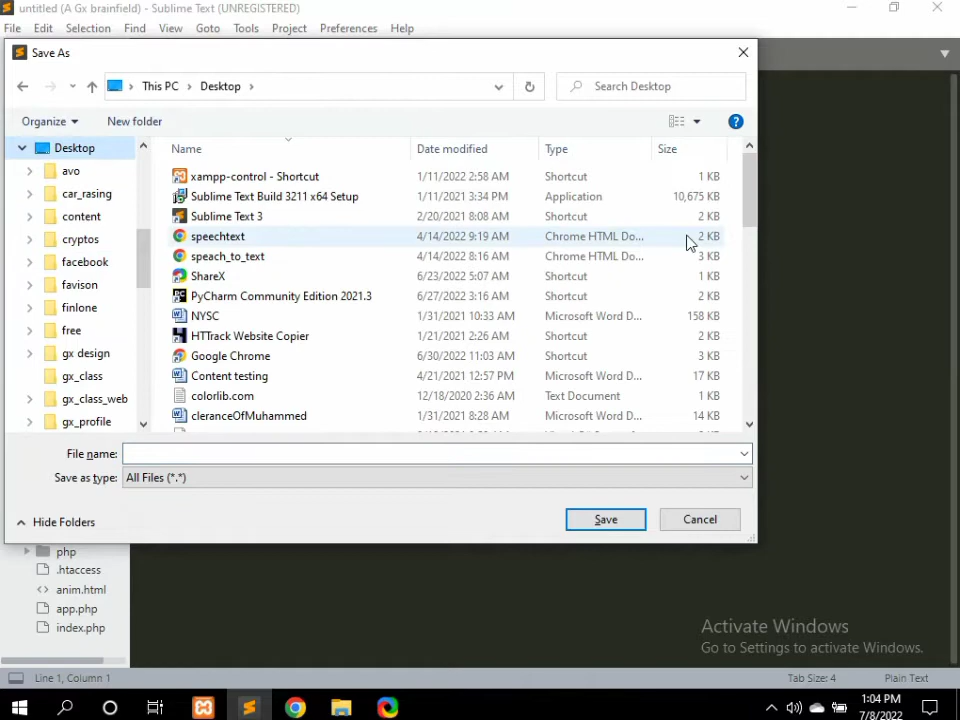 untitled (A Gx brainfield) - Sublime Text (UNREGISTERED)
File Edit Selection Find View Goto Tools Project Preferences Help
Save As
This PC > Desktop >
Search Desktop
Organize
New folder
Name Date modified Type Size
Desktop
avo
car_rasing
content
cryptos
facebook
favison
finlone
free
gx design
gx_class
gx_class_web
gx_profile
xampp-control - Shortcut 1/11/2022 2:58 AM Shortcut 1 KB
Sublime Text Build 3211 x64 Setup 1/11/2021 3:34 PM Application 10,675 KB
Sublime Text 3 2/20/2021 8:08 AM Shortcut 2 KB
speechtext 4/14/2022 9:19 AM Chrome HTML Do... 2 KB
speach_to_text 4/14/2022 8:16 AM Chrome HTML Do... 3 KB
ShareX 6/23/2022 5:07 AM Shortcut 1 KB
PyCharm Community Edition 2021.3 6/27/2022 3:16 AM Shortcut 2 KB
NYSC 1/31/2021 10:33 AM Microsoft Word D... 158 KB
HTTrack Website Copier 1/21/2021 2:26 AM Shortcut 2 KB
Google Chrome 6/30/2022 11:03 AM Shortcut 3 KB
Content testing 4/21/2021 12:57 PM Microsoft Word D... 17 KB
colorlib.com 12/18/2020 2:36 AM Text Document 1 KB
cleranceOfMuhammed 1/31/2021 8:28 AM Microsoft Word D... 14 KB
File name:
Save as type: All Files (*.*)
Hide Folders
Save
Cancel
php
.htaccess
anim.html
app.php
index.php
Activate Windows
Go to Settings to activate Windows.
Line 1, Column 1
Tab Size: 4
Plain Text
1:04 PM
7/8/2022